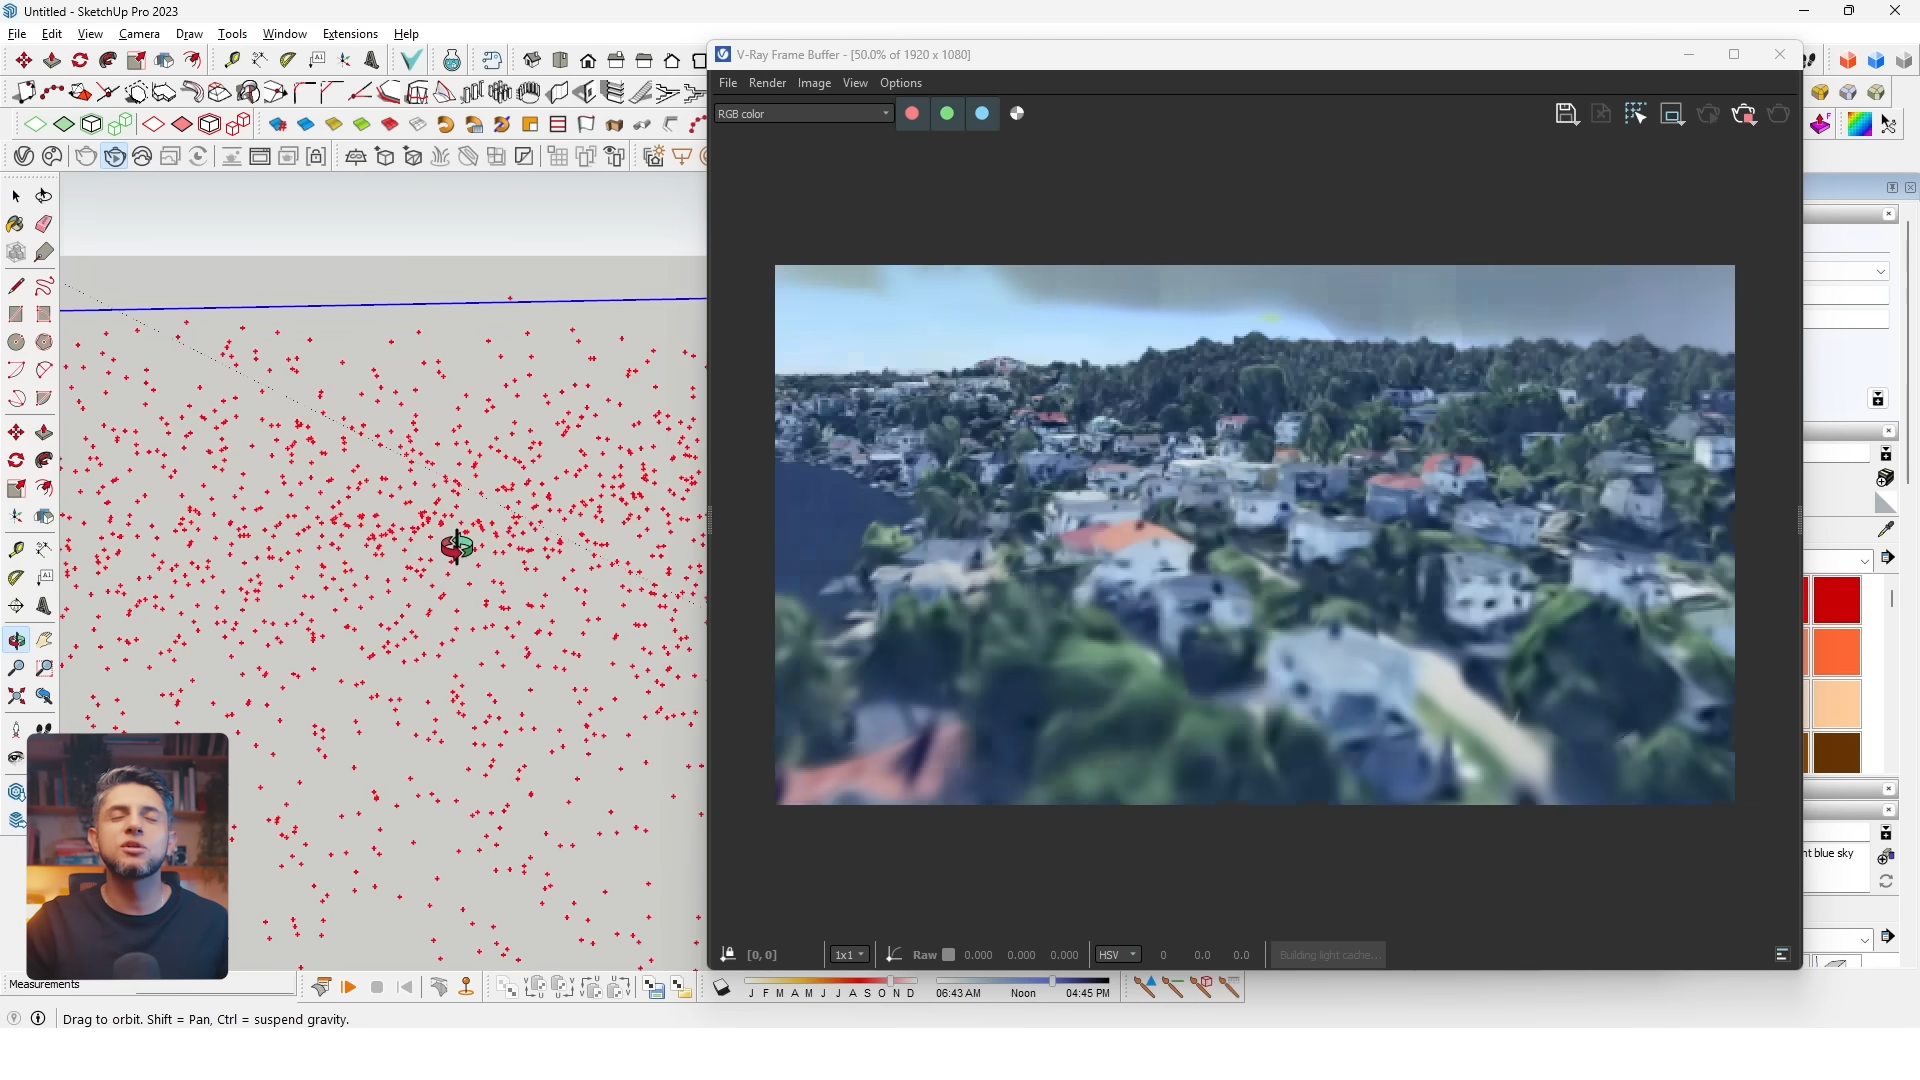 Untitled - SketchUp Pro 2023
File Edit View Camera Draw Tools Window Extensions Help
V-Ray Frame Buffer - [50.0% of 1920 x 1080]
File Render Image View Options
RGB color
A1
F
A1
nt blue sky
[0, 0] 1x1 Raw 0.000 0.000 0.000 HSV 0 0.0 0.0 Building light cache...
Measurements
J F M A M J J A S O N D 06:43 AM Noon 04:45 PM
Drag to orbit. Shift = Pan, Ctrl = suspend gravity.